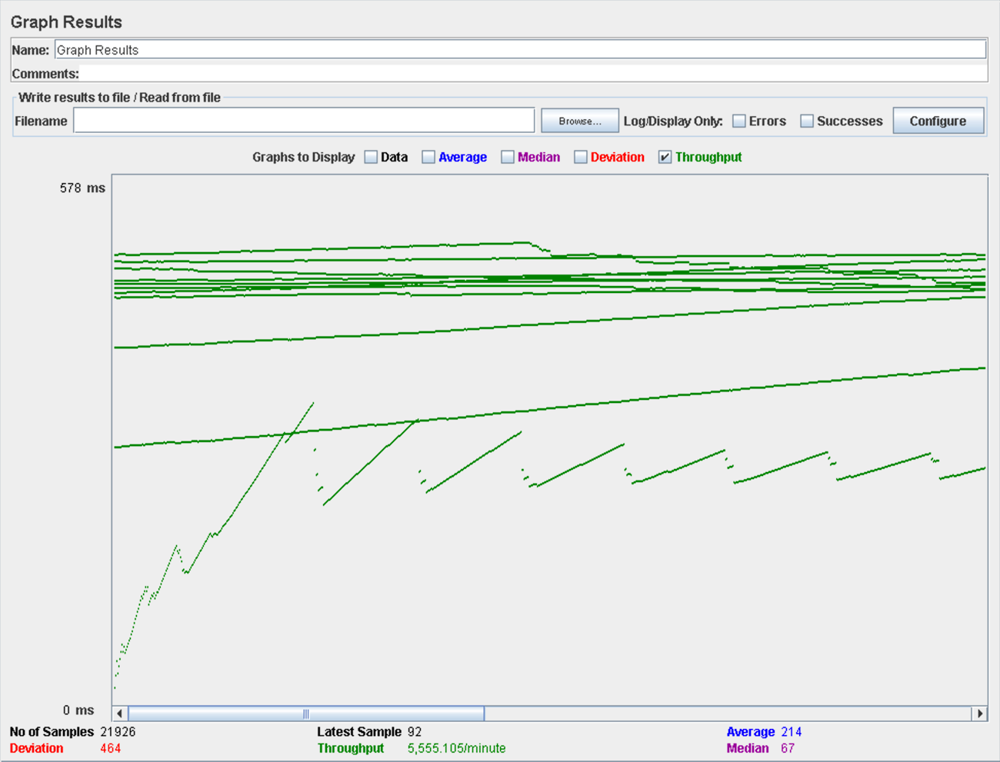 Graph Results
Name: Graph Results
Comments:
Write results to file / Read from file
Filename Browse... Log/Display Only: Errors Successes Configure
Graphs to Display Data Average Median Deviation Throughput
578 ms
0 ms
No of Samples 21926 Latest Sample 92 Average 214
Deviation 464 Throughput 5,555.105/minute Median 67